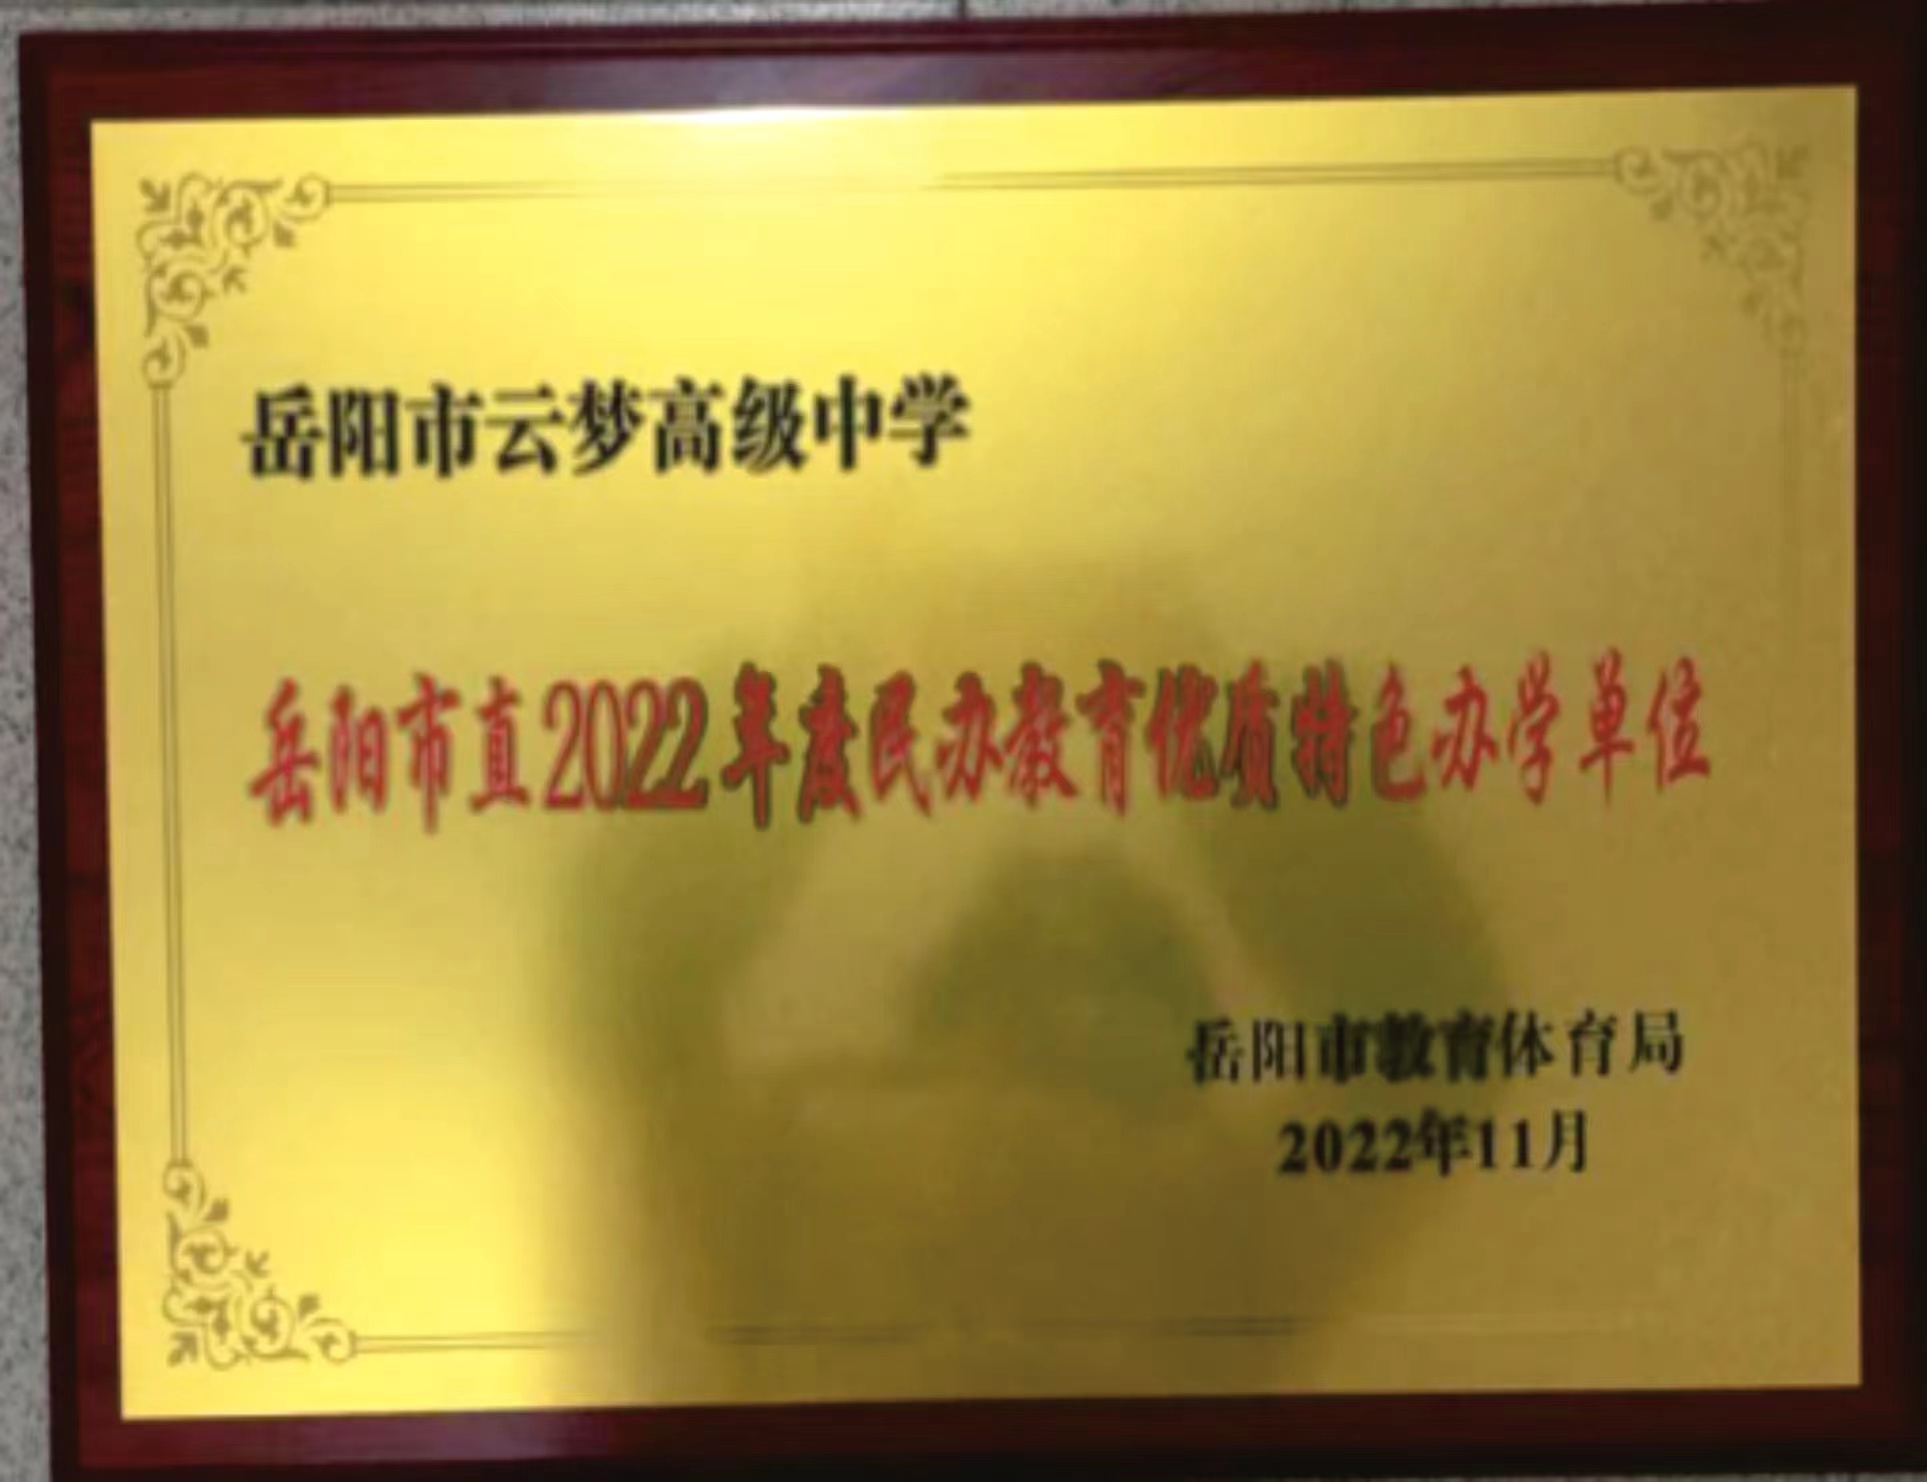 岳阳市云梦高级中学
岳阳市直2022年度民办教育优质特色办学单位
岳阳市教育体育局
2022年11月